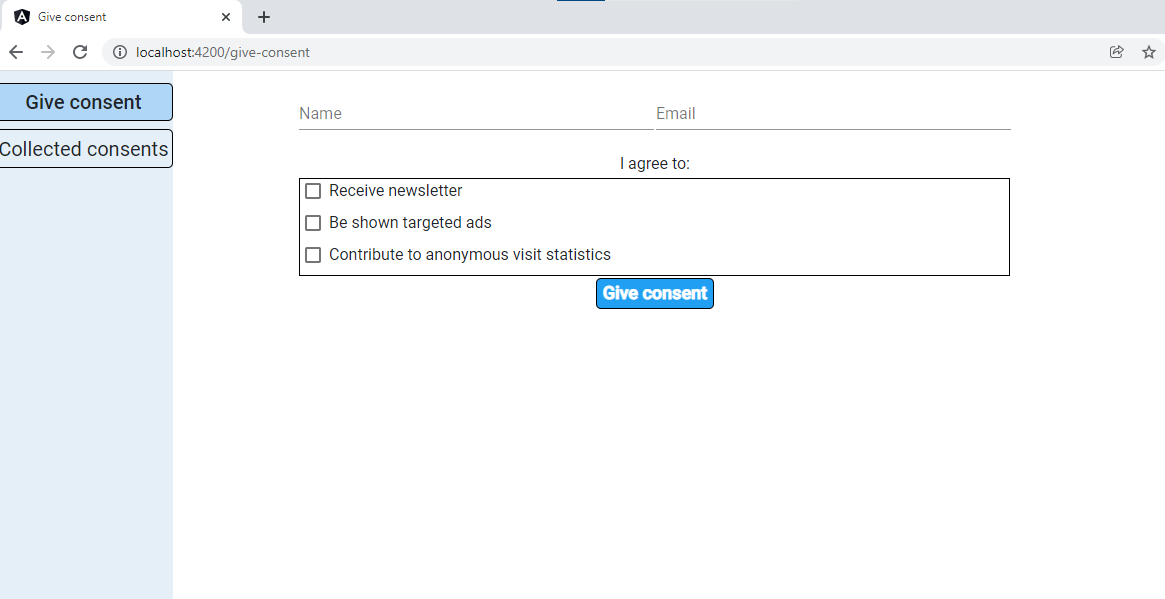 Give consent
localhost:4200/give-consent
Give consent
Collected consents
Name Email
I agree to:
Receive newsletter
Be shown targeted ads
Contribute to anonymous visit statistics
Give consent